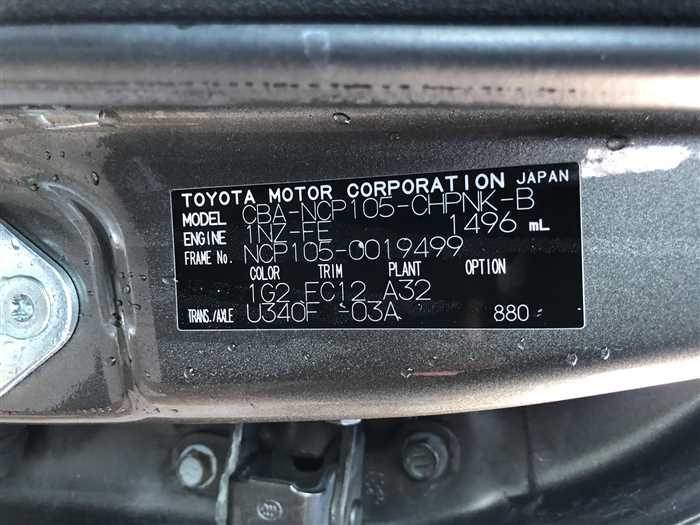 TOYOTA MOTOR CORPORATION JAPAN
MODEL CBA-NCP105-CHPNK-B
ENGINE 1NZ-FE 1496 mL
FRAME No. NCP105-0019499
COLOR TRIM PLANT OPTION
1G2 FC12 A32
TRANS./AXLE U340F -03A 880